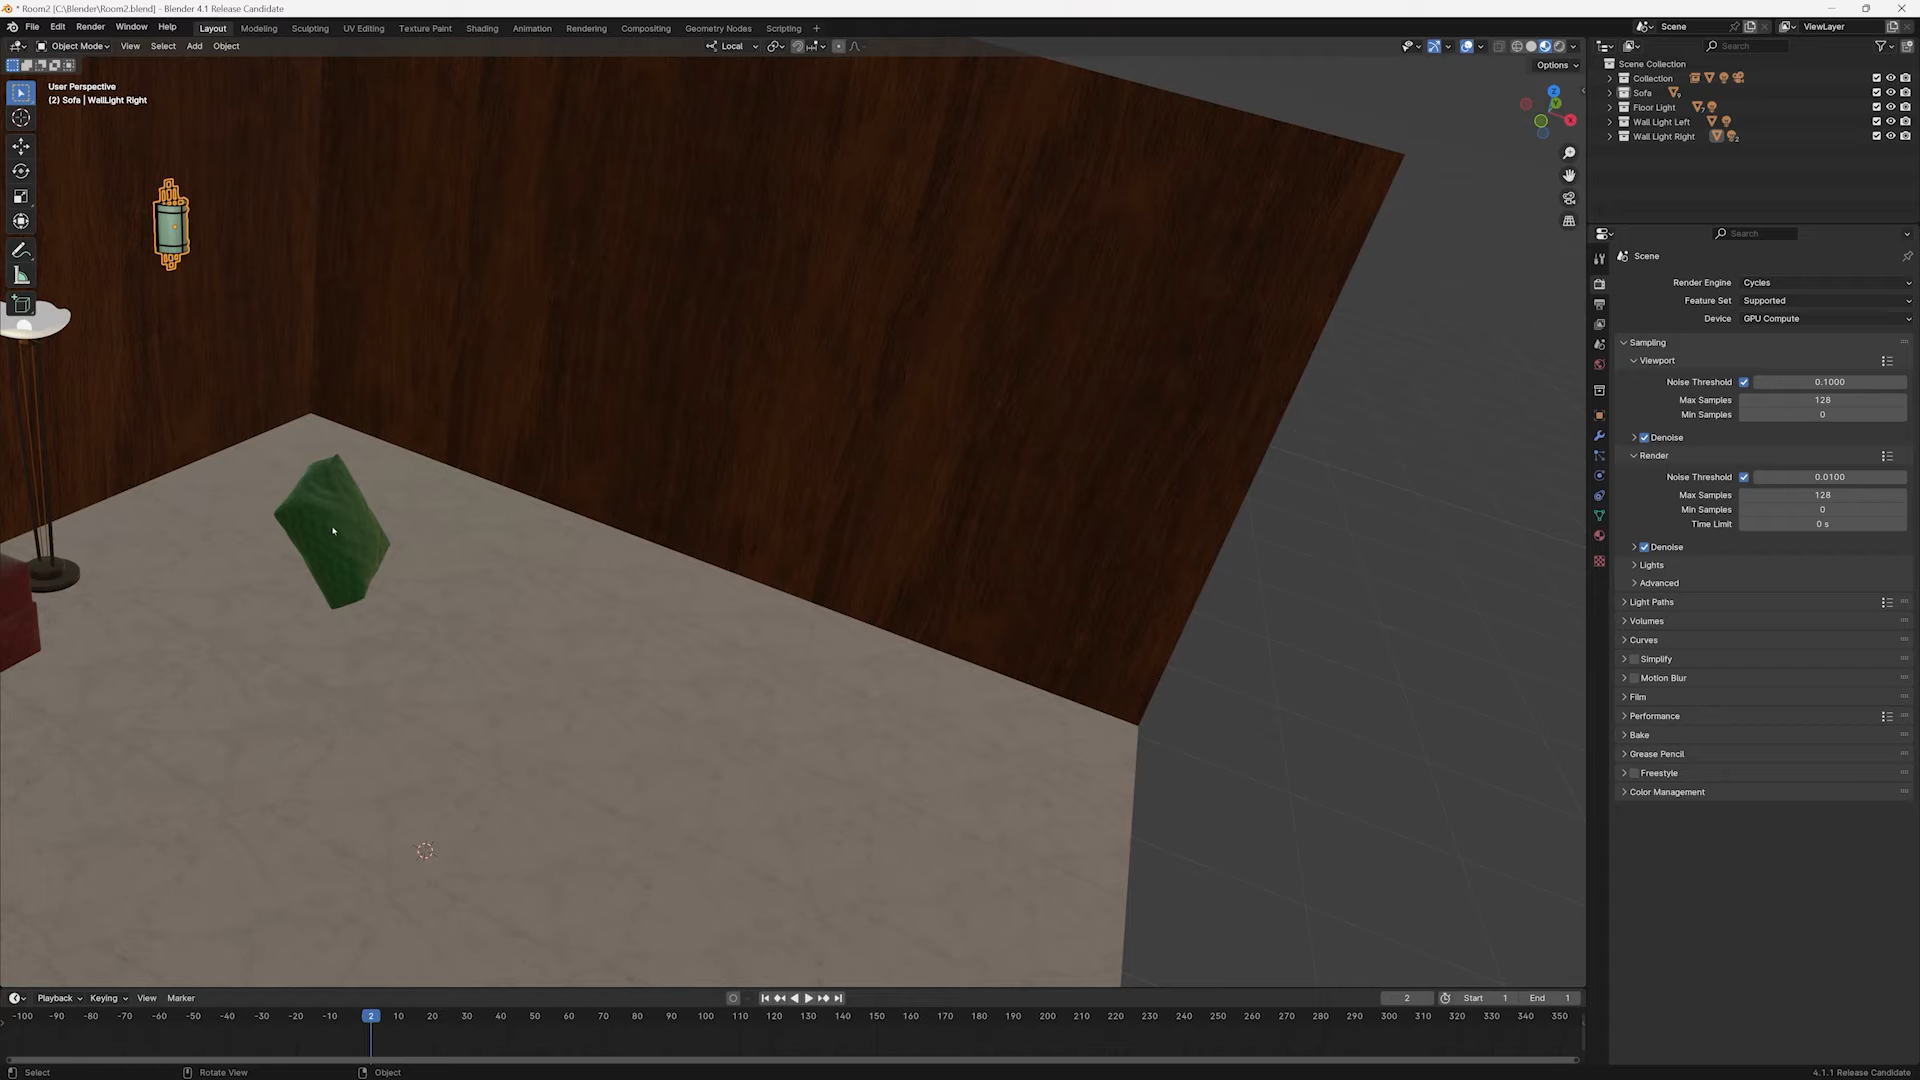 * Room2 [C:\Blender\Room2.blend] - Blender 4.1 Release Candidate
File Edit Render Window Help Layout Modeling Sculpting UV Editing Texture Paint Shading Animation Rendering Compositing Geometry Nodes Scripting + Scene ViewLayer
Object Mode View Select Add Object Local Search
Options
User Perspective
(2) Sofa | WallLight Right
Z
Y
X
Scene Collection
Collection
Sofa 9
Floor Light 7
Wall Light Left
Wall Light Right 2
Search
Scene
Render Engine Cycles
Feature Set Supported
Device GPU Compute
Sampling
Viewport
Noise Threshold 0.1000
Max Samples 128
Min Samples 0
Denoise
Render
Noise Threshold 0.0100
Max Samples 128
Min Samples 0
Time Limit 0 s
Denoise
Lights
Advanced
Light Paths
Volumes
Curves
Simplify
Motion Blur
Film
Performance
Bake
Grease Pencil
Freestyle
Color Management
Playback Keying View Marker 2 Start 1 End 1
-100 -90 -80 -70 -60 -50 -40 -30 -20 -10 2 10 20 30 40 50 60 70 80 90 100 110 120 130 140 150 160 170 180 190 200 210 220 230 240 250 260 270 280 290 300 310 320 330 340 350
Select Rotate View Object 4.1.1 Release Candidate